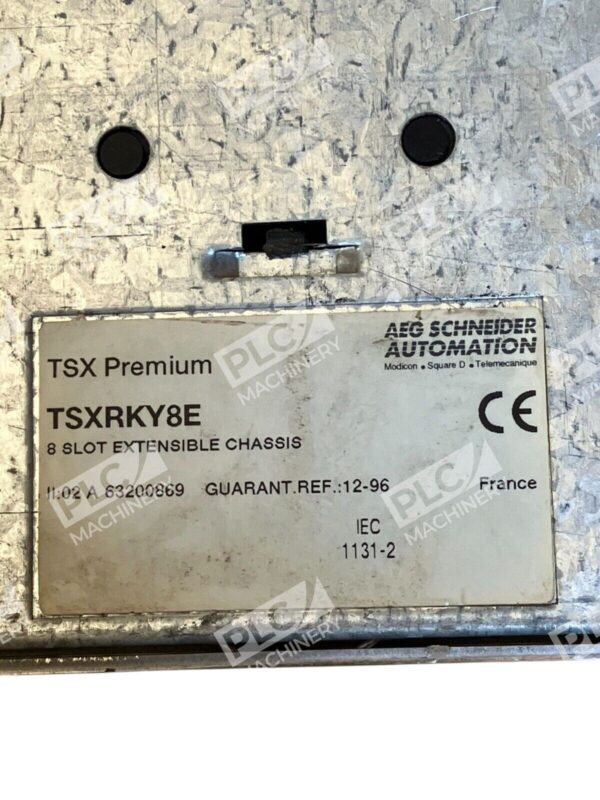 TSX Premium
AEG SCHNEIDER
AUTOMATION
Modicon • Square D • Telemecanique
TSXRKY8E
CE
8 SLOT EXTENSIBLE CHASSIS
II:02 A 63200869 GUARANT.REF.:12-96 France
IEC
1131-2
PLC
MACHINERY